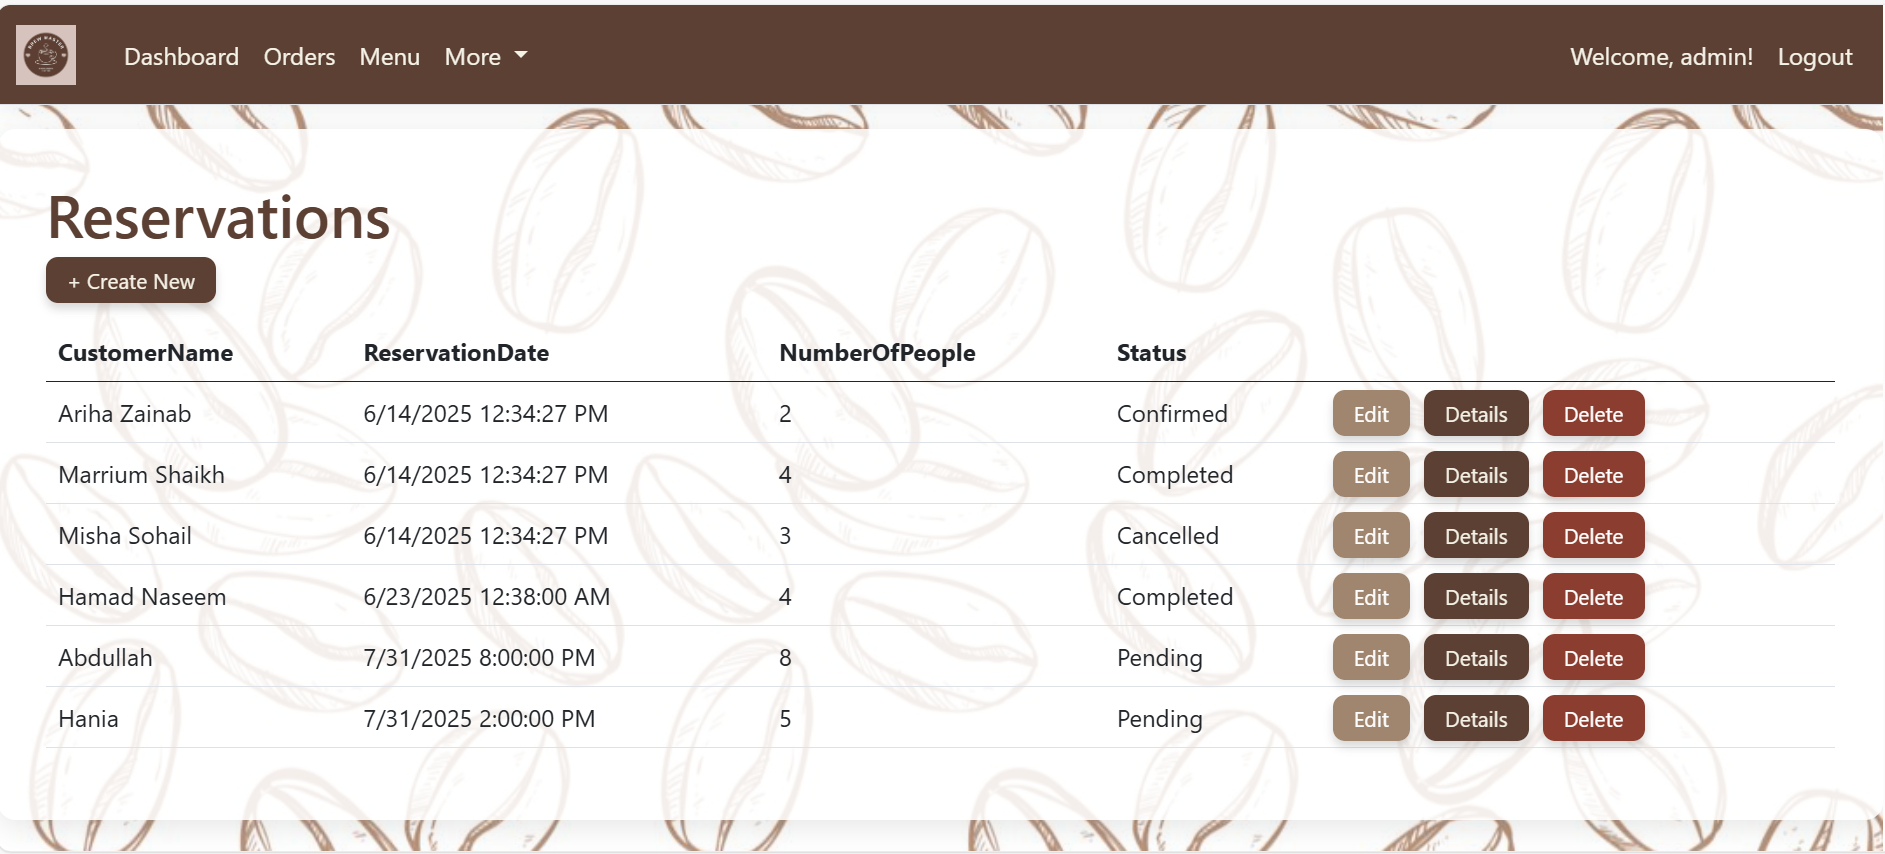 BREW MASTER
Dashboard Orders Menu More Welcome, admin! Logout
Reservations
+ Create New
CustomerName ReservationDate NumberOfPeople Status
Ariha Zainab 6/14/2025 12:34:27 PM 2 Confirmed Edit Details Delete
Marrium Shaikh 6/14/2025 12:34:27 PM 4 Completed Edit Details Delete
Misha Sohail 6/14/2025 12:34:27 PM 3 Cancelled Edit Details Delete
Hamad Naseem 6/23/2025 12:38:00 AM 4 Completed Edit Details Delete
Abdullah 7/31/2025 8:00:00 PM 8 Pending Edit Details Delete
Hania 7/31/2025 2:00:00 PM 5 Pending Edit Details Delete